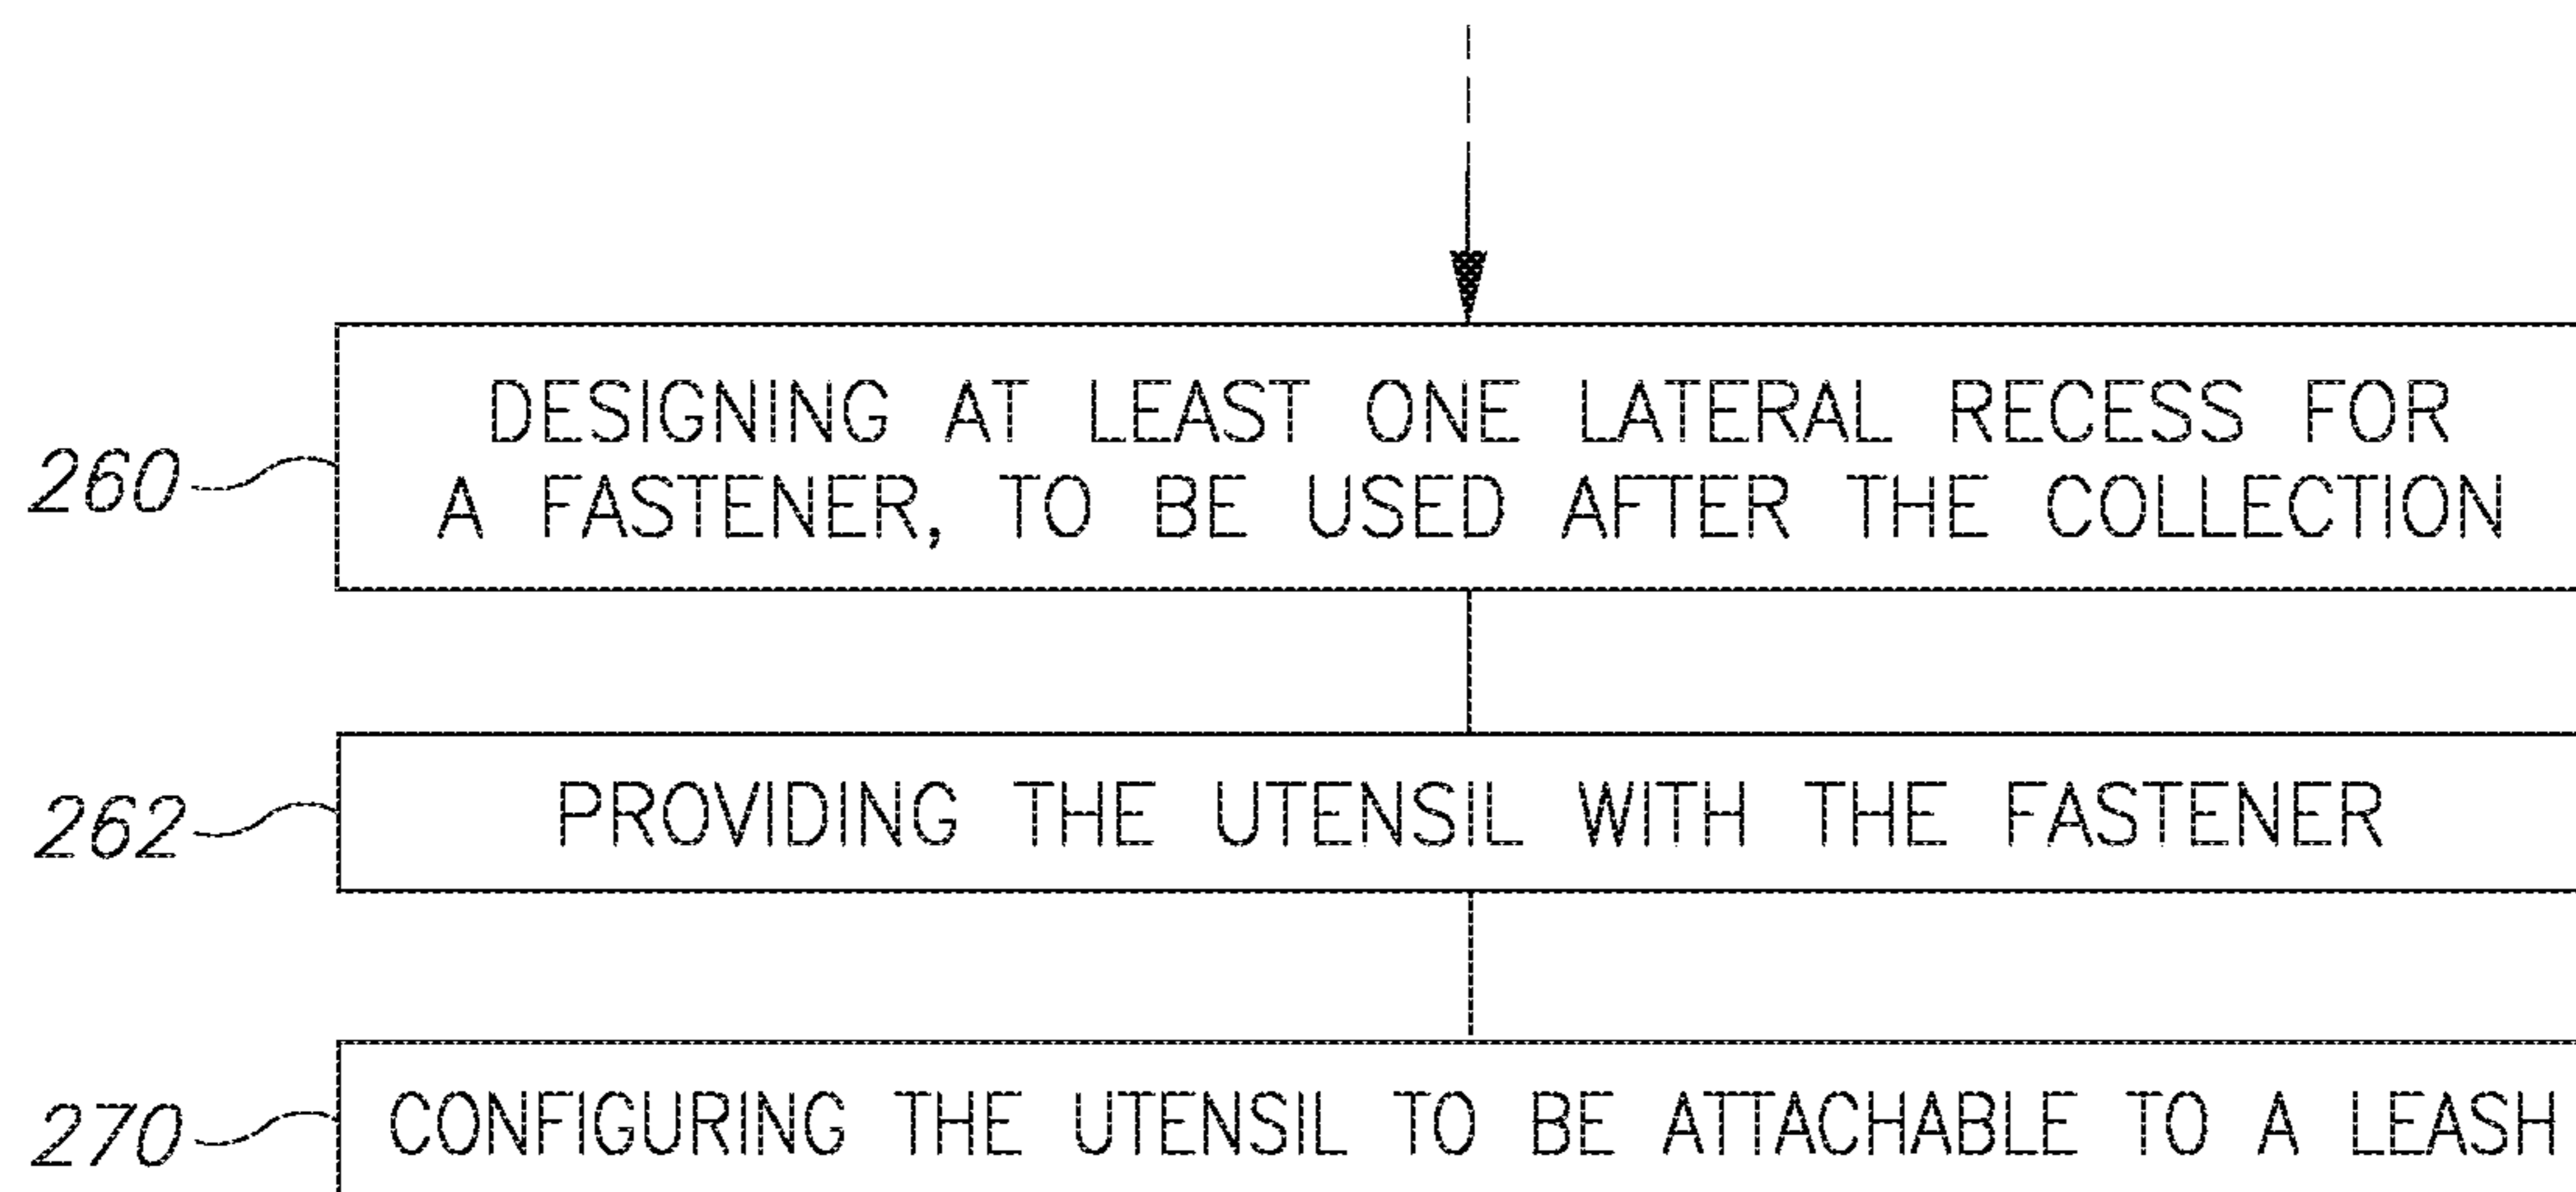 260
DESIGNING AT LEAST ONE LATERAL RECESS FOR
A FASTENER, TO BE USED AFTER THE COLLECTION
262
PROVIDING THE UTENSIL WITH THE FASTENER
270
CONFIGURING THE UTENSIL TO BE ATTACHABLE TO A LEASH